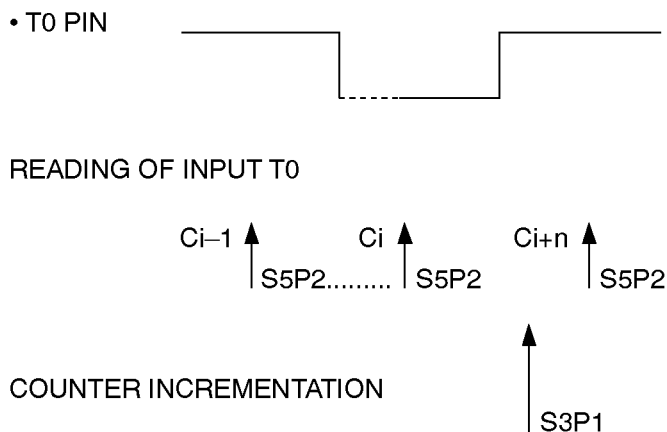 • T0 PIN
READING OF INPUT T0
Ci–1 Ci Ci+n
S5P2......... S5P2 S5P2
COUNTER INCREMENTATION
S3P1